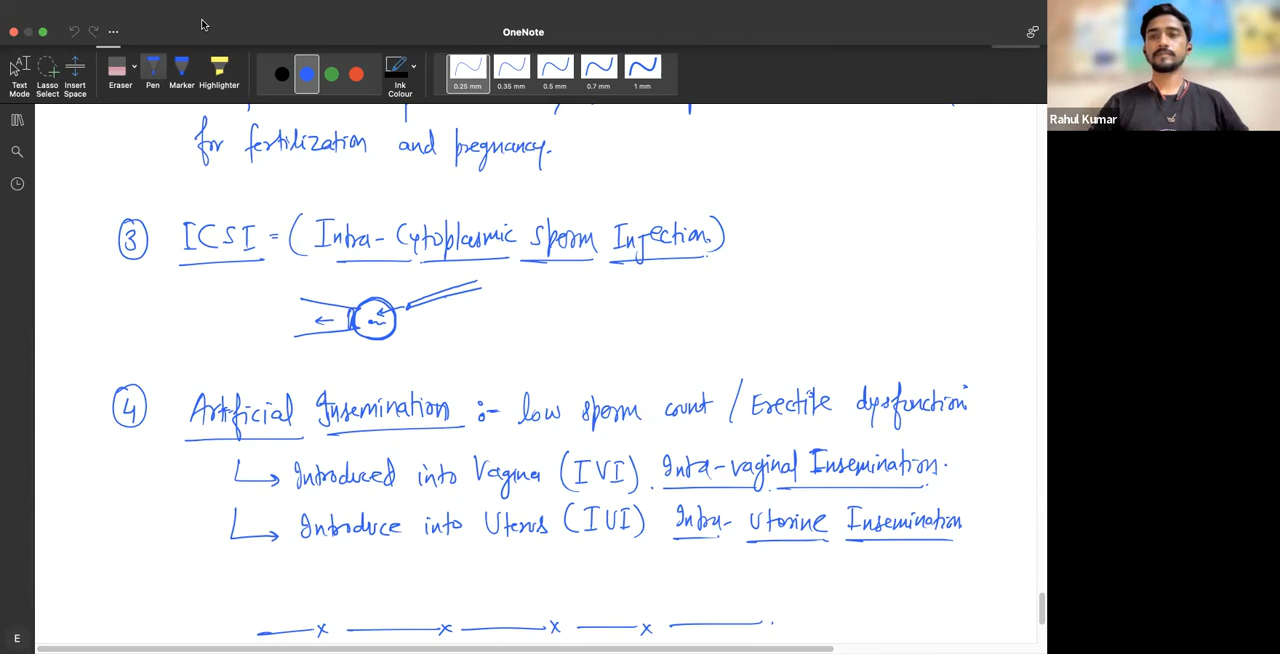 OneNote
Text Mode
Lasso Select
Insert Space
Eraser
Pen
Marker
Highlighter
Ink Colour
0.25 mm
0.35 mm
0.5 mm
0.7 mm
1 mm
Rahul Kumar
for fertilization and pregnancy.
③ ICSI = (Intra-Cytoplasmic Sperm Injection.)
④ Artificial Insemination :- low sperm count / Erectile dysfunction
↳ Introduced into Vagina (IVI). Intra-vaginal Insemination.
↳ Introduce into Uterus (IUI) Intra-Uterine Insemination
x x x x
E